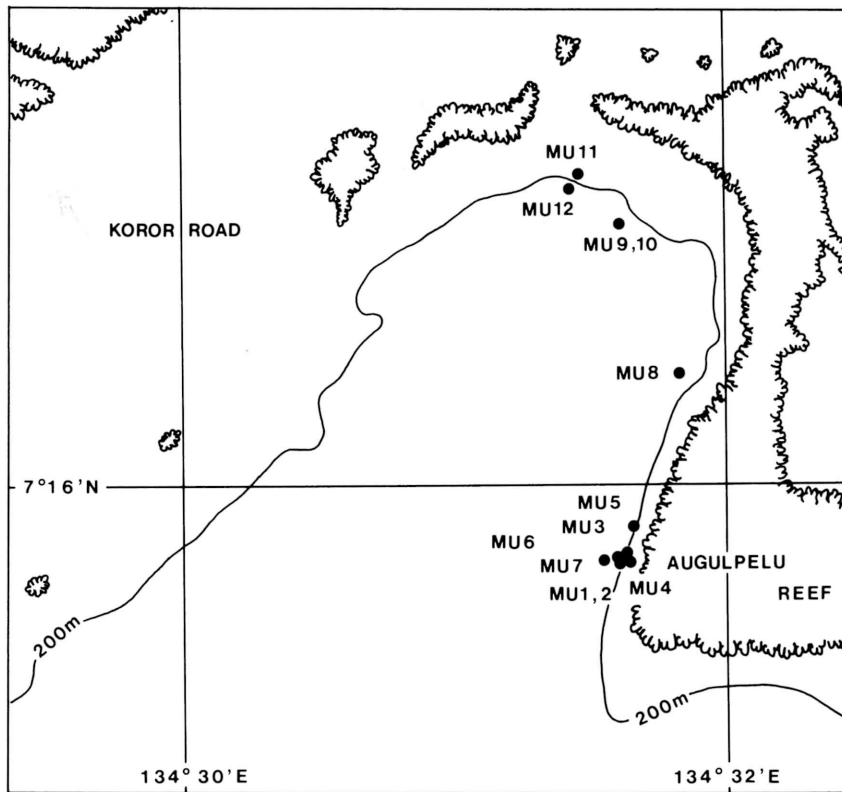 MU11
MU12
KOROR ROAD
MU9,10
MU8
7°16'N
MU5
MU3
MU6
MU7
AUGULPELU
MU1,2
MU4
REEF
200m
200m
134°30'E
134°32'E